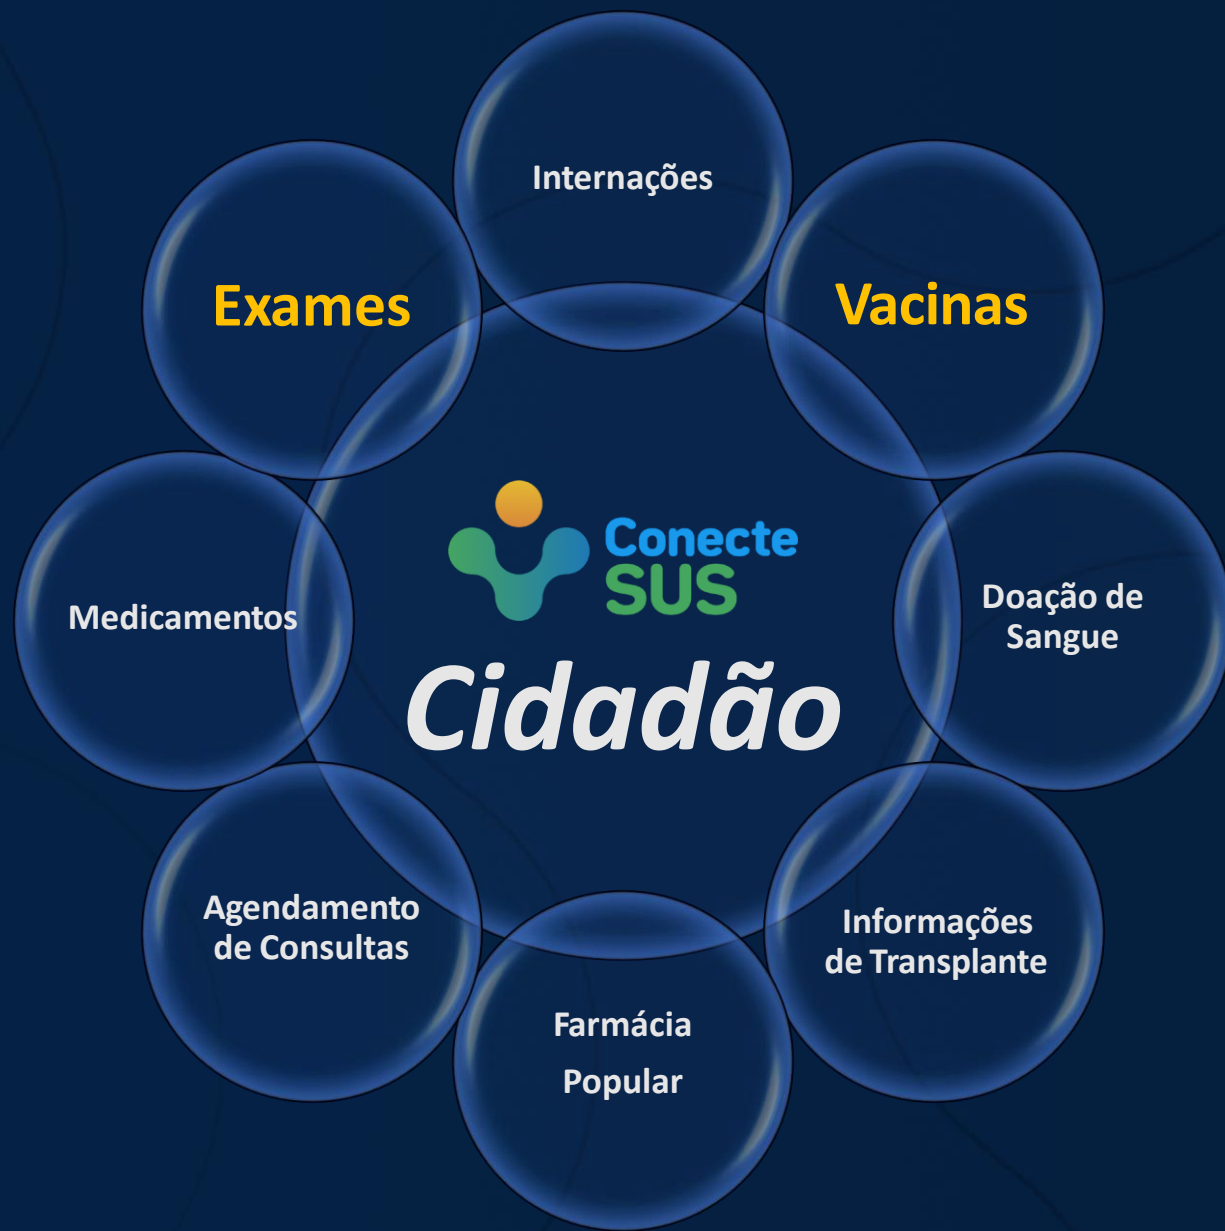 Internações
Exames
Vacinas
Conecte
SUS
Cidadão
Medicamentos
Doação de
Sangue
Agendamento
de Consultas
Informações
de Transplante
Farmácia
Popular